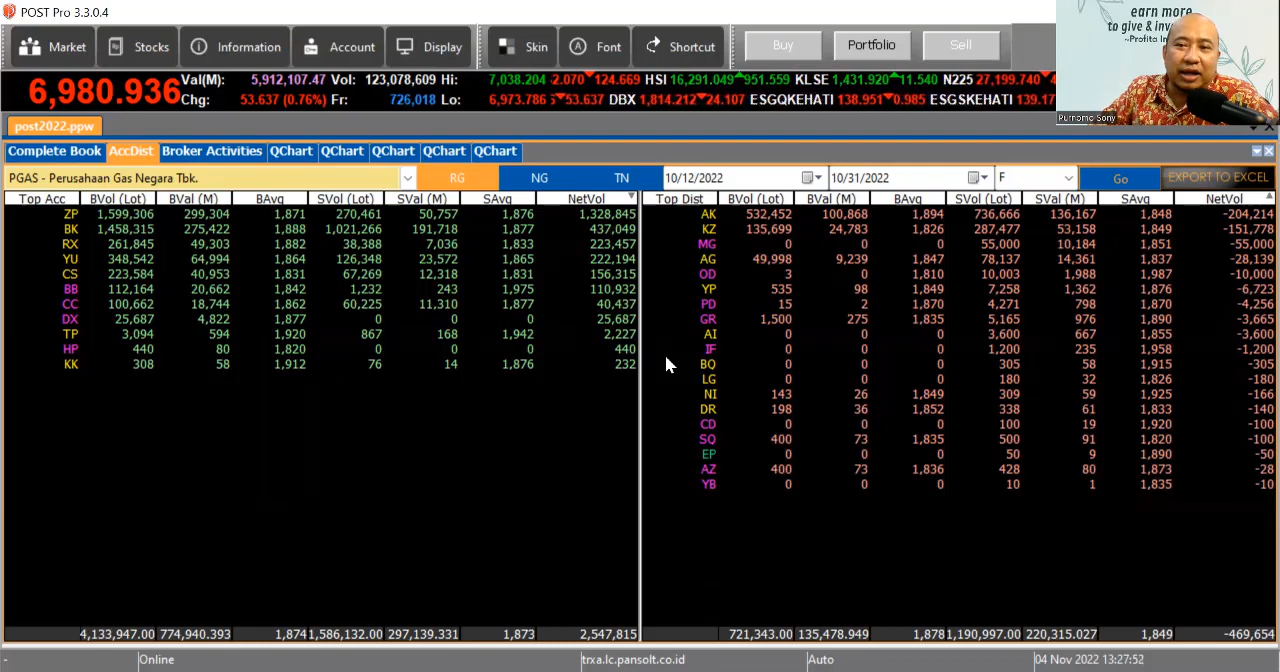 POST Pro 3.3.0.4
Market Stocks Information Account Display Skin Font Shortcut Buy Portfolio Sell
earn more
to give & inv
~Profita In
Purnomo Sony
6,980.936 Val(M): 5,912,107.47 Vol: 123,078,609 Hi: 7,038.204 -2.070 124.669 HSI 16,291.049 951.559 KLSE 1,431.920 11.540 N225 27,199.740
Chg: 53.637 (0.76%) Fr: 726,018 Lo: 6,973.786 53.637 DBX 1,814.212 24.107 ESGQKEHATI 138.951 0.985 ESGSKEHATI 139.17
post2022.ppw
Complete Book AccDist Broker Activities QChart QChart QChart QChart QChart
PGAS - Perusahaan Gas Negara Tbk. RG NG TN 10/12/2022 10/31/2022 F Go EXPORT TO EXCEL
Top Acc BVol (Lot) BVal (M) BAvg SVol (Lot) SVal (M) SAvg NetVol Top Dist BVol (Lot) BVal (M) BAvg SVol (Lot) SVal (M) SAvg NetVol
ZP 1,599,306 299,304 1,871 270,461 50,757 1,876 1,328,845 AK 532,452 100,868 1,894 736,666 136,167 1,848 -204,214
BK 1,458,315 275,422 1,888 1,021,266 191,718 1,877 437,049 KZ 135,699 24,783 1,826 287,477 53,158 1,849 -151,778
RX 261,845 49,303 1,882 38,388 7,036 1,833 223,457 MG 0 0 0 55,000 10,184 1,851 -55,000
YU 348,542 64,994 1,864 126,348 23,572 1,865 222,194 AG 49,998 9,239 1,847 78,137 14,361 1,837 -28,139
CS 223,584 40,953 1,831 67,269 12,318 1,831 156,315 OD 3 0 1,810 10,003 1,988 1,987 -10,000
BB 112,164 20,662 1,842 1,232 243 1,975 110,932 YP 535 98 1,849 7,258 1,362 1,876 -6,723
CC 100,662 18,744 1,862 60,225 11,310 1,877 40,437 PD 15 2 1,870 4,271 798 1,870 -4,256
DX 25,687 4,822 1,877 0 0 0 25,687 GR 1,500 275 1,835 5,165 976 1,890 -3,665
TP 3,094 594 1,920 867 168 1,942 2,227 AI 0 0 0 3,600 667 1,855 -3,600
HP 440 80 1,820 0 0 0 440 IF 0 0 0 1,200 235 1,958 -1,200
KK 308 58 1,912 76 14 1,876 232 BQ 0 0 0 305 58 1,915 -305
LG 0 0 0 180 32 1,826 -180
NI 143 26 1,849 309 59 1,925 -166
DR 198 36 1,852 338 61 1,833 -140
CD 0 0 0 100 19 1,920 -100
SQ 400 73 1,835 500 91 1,820 -100
EP 0 0 0 50 9 1,890 -50
AZ 400 73 1,836 428 80 1,873 -28
YB 0 0 0 10 1 1,835 -10
4,133,947.00 774,940.393 1,874 1,586,132.00 297,139.331 1,873 2,547,815 721,343.00 135,478.949 1,878 1,190,997.00 220,315.027 1,849 -469,654
- Online trxa.lc.pansolt.co.id Auto 04 Nov 2022 13:27:52